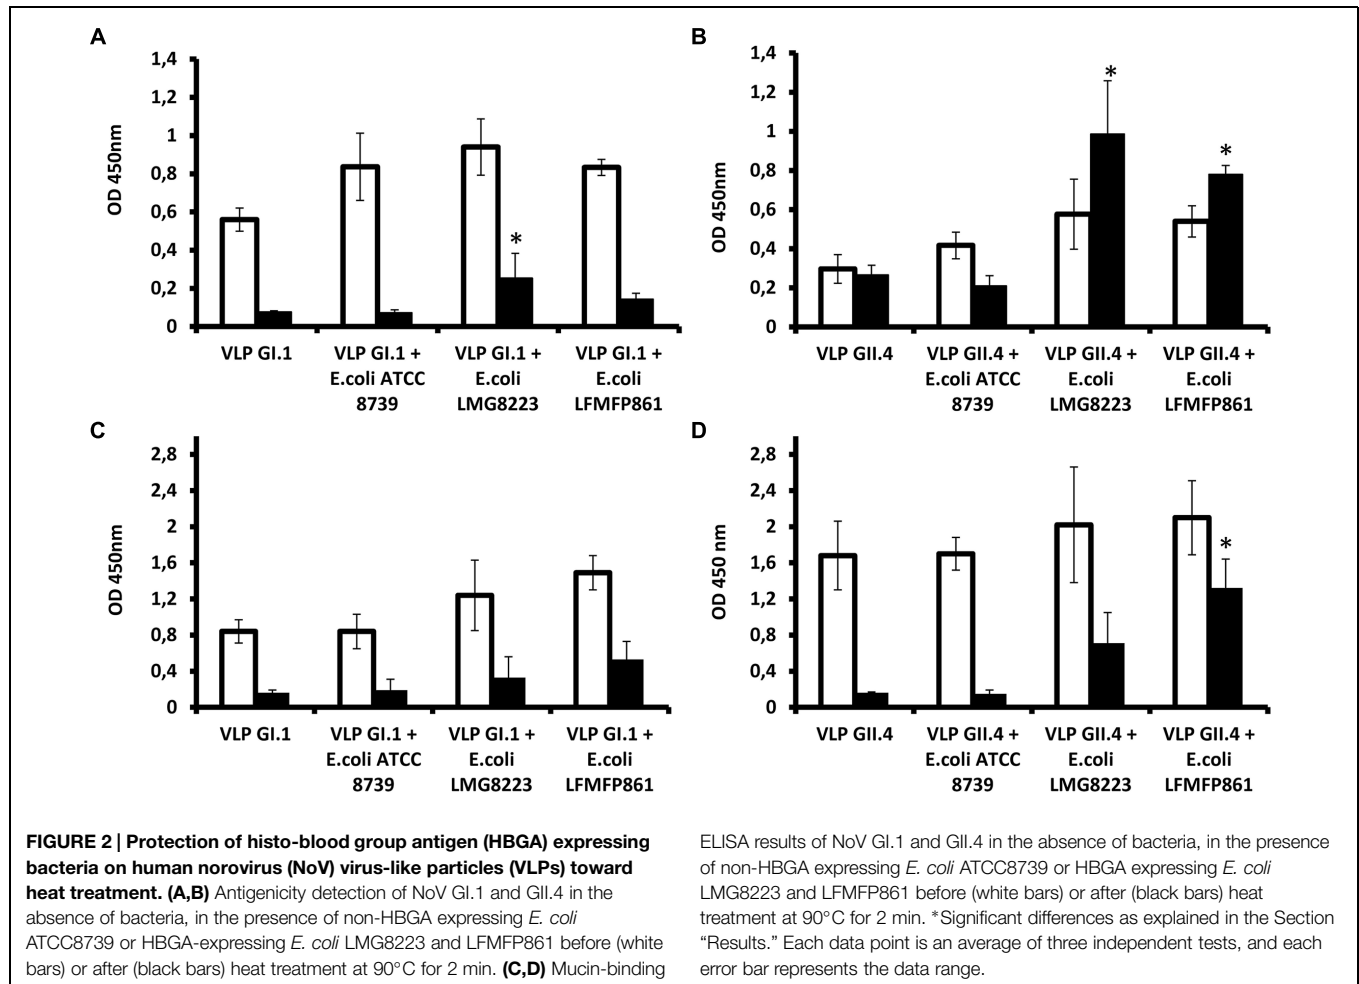 A
1,4
1,2
1
0,8
0,6
0,4
0,2
0
OD 450nm
*
VLP GI.1
VLP GI.1 +
E.coli ATCC
8739
VLP GI.1 +
E.coli
LMG8223
VLP GI.1 +
E.coli
LFMFP861
B
1,4
1,2
1
0,8
0,6
0,4
0,2
0
OD 450nm
*
*
VLP GII.4
VLP GII.4 +
E.coli ATCC
8739
VLP GII.4 +
E.coli
LMG8223
VLP GII.4 +
E.coli
LFMFP861
C
2,8
2,4
2
1,6
1,2
0,8
0,4
0
OD 450nm
VLP GI.1
VLP GI.1 +
E.coli ATCC
8739
VLP GI.1 +
E.coli
LMG8223
VLP GI.1 +
E.coli
LFMFP861
D
2,8
2,4
2
1,6
1,2
0,8
0,4
0
OD 450 nm
*
VLP GII.4
VLP GII.4 +
E.coli ATCC
8739
VLP GII.4 +
E.coli
LMG8223
VLP GII.4 +
E.coli
LFMFP861
FIGURE 2 | Protection of histo-blood group antigen (HBGA) expressing
bacteria on human norovirus (NoV) virus-like particles (VLPs) toward
heat treatment. (A,B) Antigenicity detection of NoV GI.1 and GII.4 in the
absence of bacteria, in the presence of non-HBGA expressing E. coli
ATCC8739 or HBGA-expressing E. coli LMG8223 and LFMFP861 before (white
bars) or after (black bars) heat treatment at 90°C for 2 min. (C,D) Mucin-binding
ELISA results of NoV GI.1 and GII.4 in the absence of bacteria, in the presence
of non-HBGA expressing E. coli ATCC8739 or HBGA expressing E. coli
LMG8223 and LFMFP861 before (white bars) or after (black bars) heat
treatment at 90°C for 2 min. *Significant differences as explained in the Section
“Results.” Each data point is an average of three independent tests, and each
error bar represents the data range.